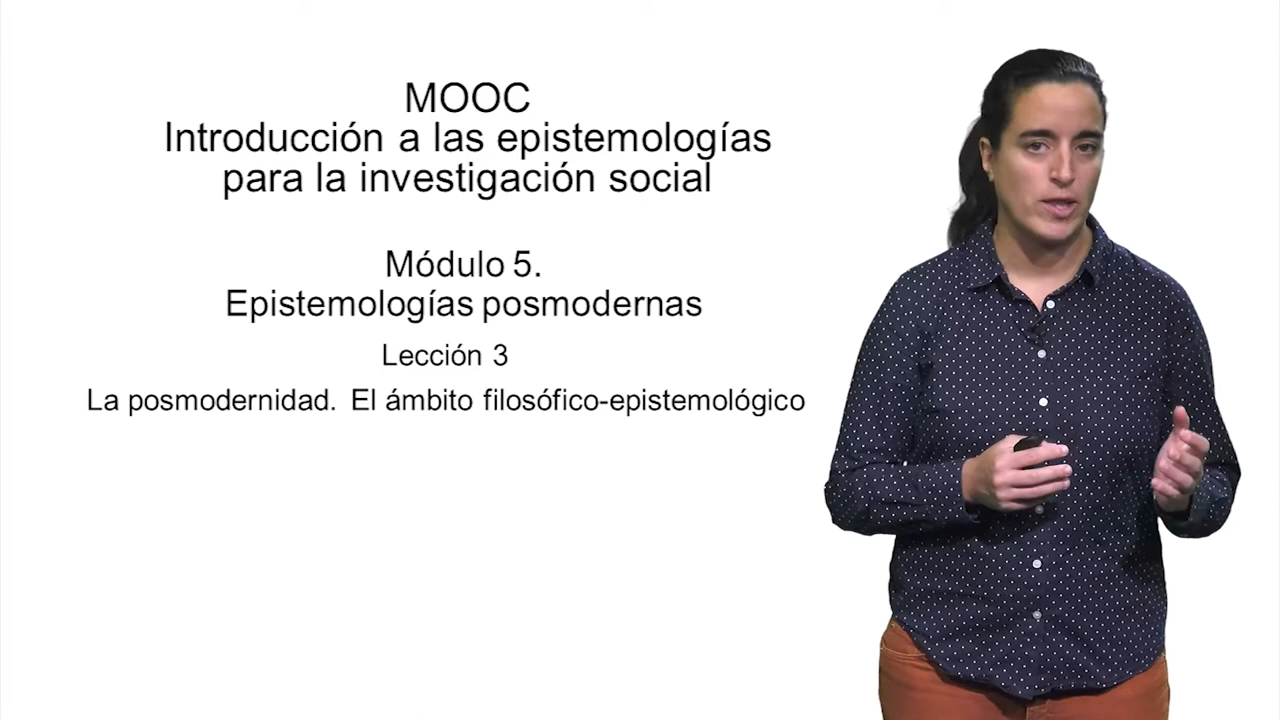 MOOC
Introducción a las epistemologías
para la investigación social
Módulo 5.
Epistemologías posmodernas
Lección 3
La posmodernidad. El ámbito filosófico-epistemológico